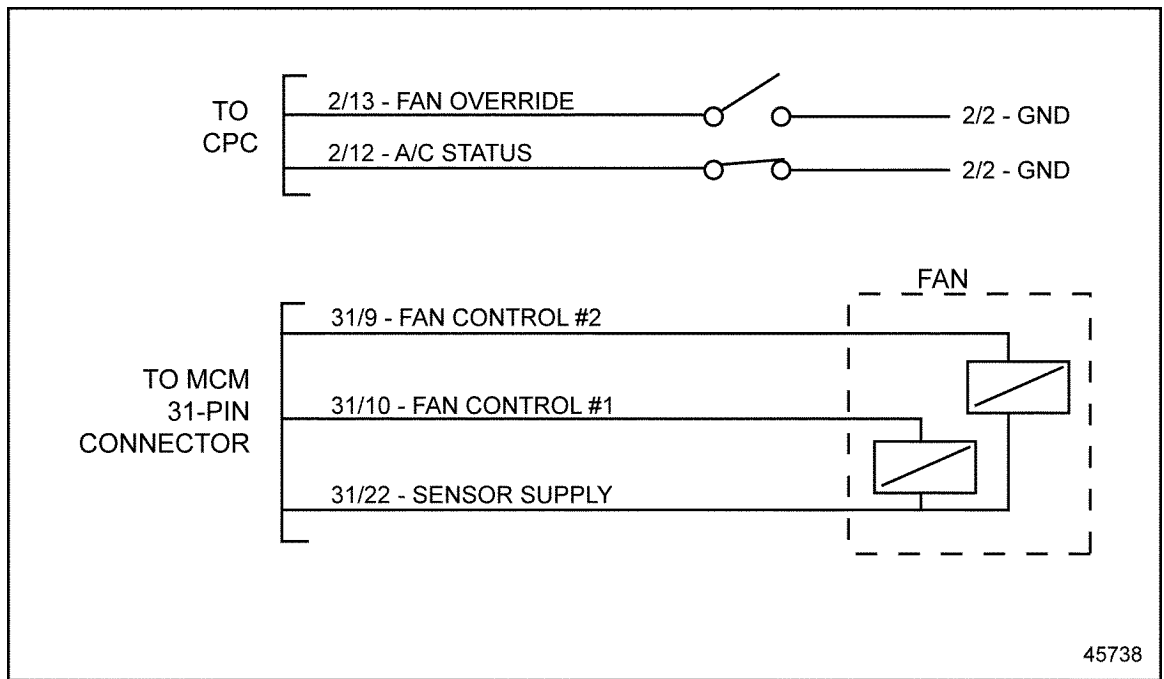 TO
CPC
2/13 - FAN OVERRIDE
2/2 - GND
2/12 - A/C STATUS
2/2 - GND
FAN
TO MCM
31-PIN
CONNECTOR
31/9 - FAN CONTROL #2
31/10 - FAN CONTROL #1
31/22 - SENSOR SUPPLY
45738